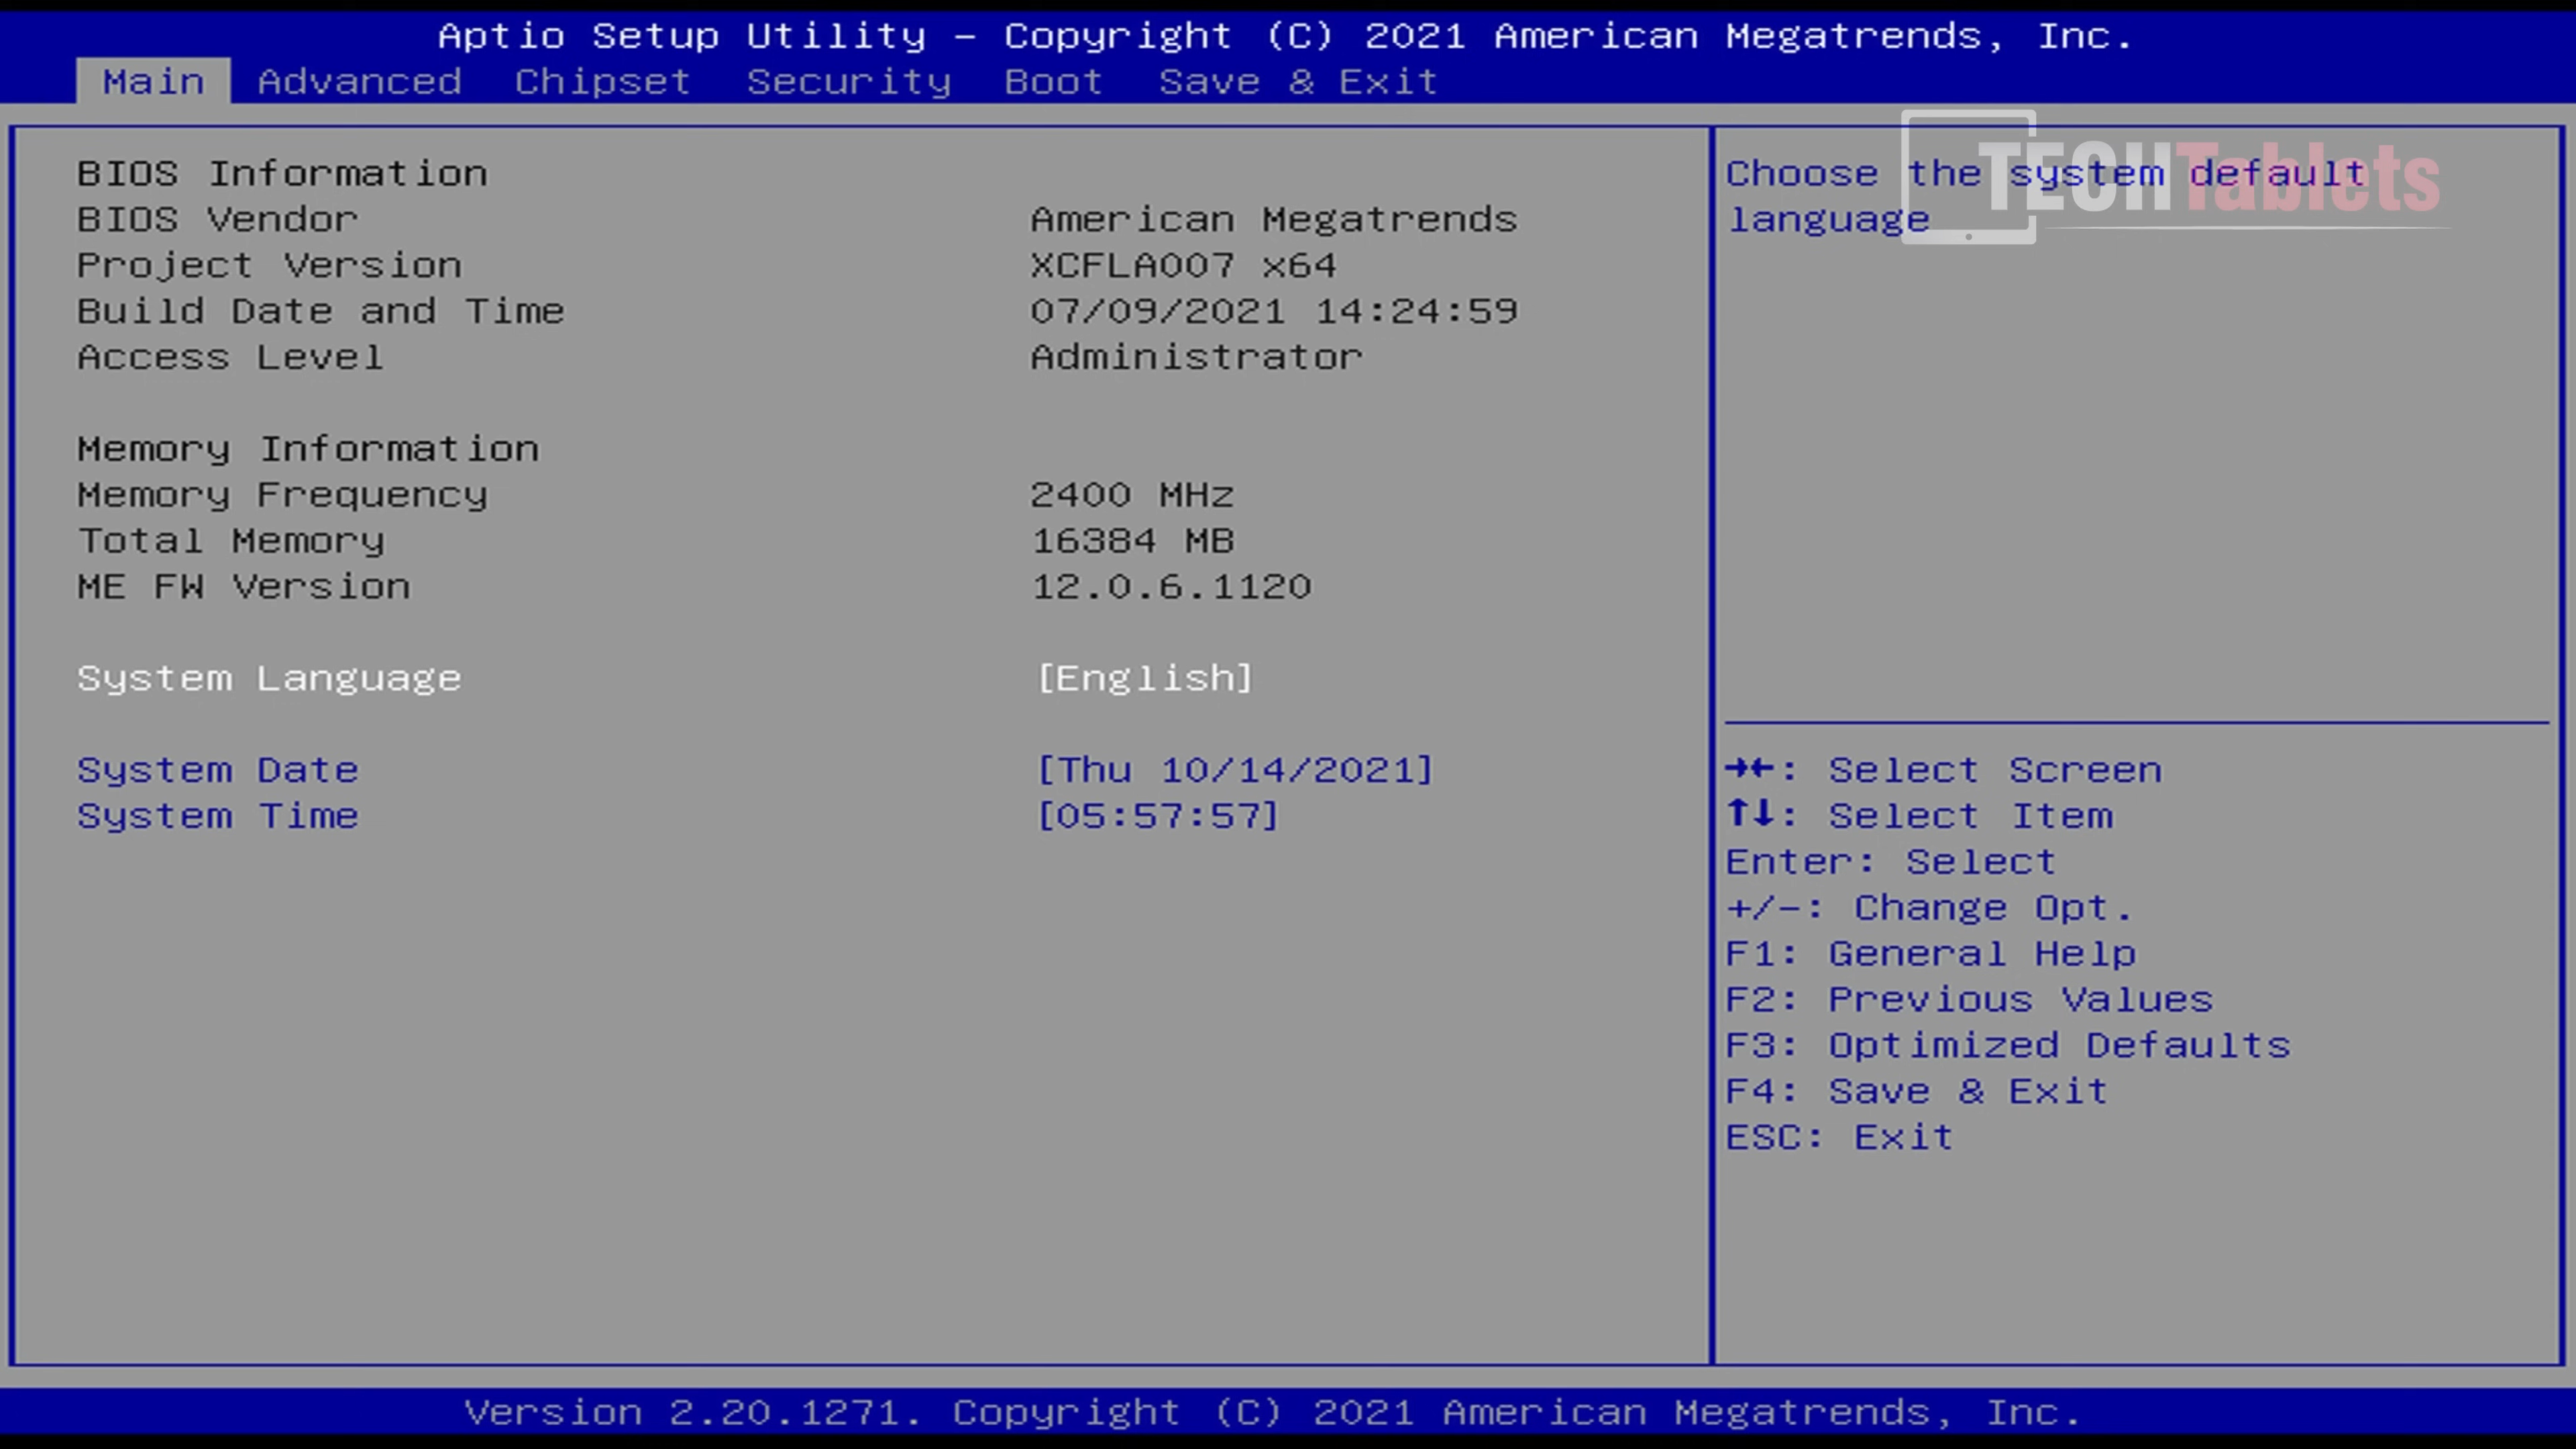 Aptio Setup Utility - Copyright (C) 2021 American Megatrends, Inc.
Main Advanced Chipset Security Boot Save & Exit
BIOS Information
BIOS Vendor American Megatrends
Project Version XCFLA007 x64
Build Date and Time 07/09/2021 14:24:59
Access Level Administrator
Memory Information
Memory Frequency 2400 MHz
Total Memory 16384 MB
ME FW Version 12.0.6.1120
System Language [English]
System Date [Thu 10/14/2021]
System Time [05:57:57]
TECHTablets
Choose the system default
language
→←: Select Screen
↑↓: Select Item
Enter: Select
+/-: Change Opt.
F1: General Help
F2: Previous Values
F3: Optimized Defaults
F4: Save & Exit
ESC: Exit
Version 2.20.1271. Copyright (C) 2021 American Megatrends, Inc.